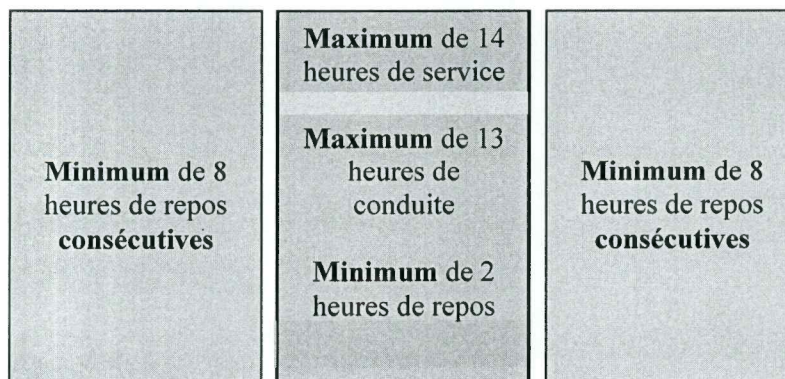 Minimum de 8
heures de repos
consécutives
Maximum de 14
heures de service
Maximum de 13
heures de
conduite
Minimum de 2
heures de repos
Minimum de 8
heures de repos
consécutives